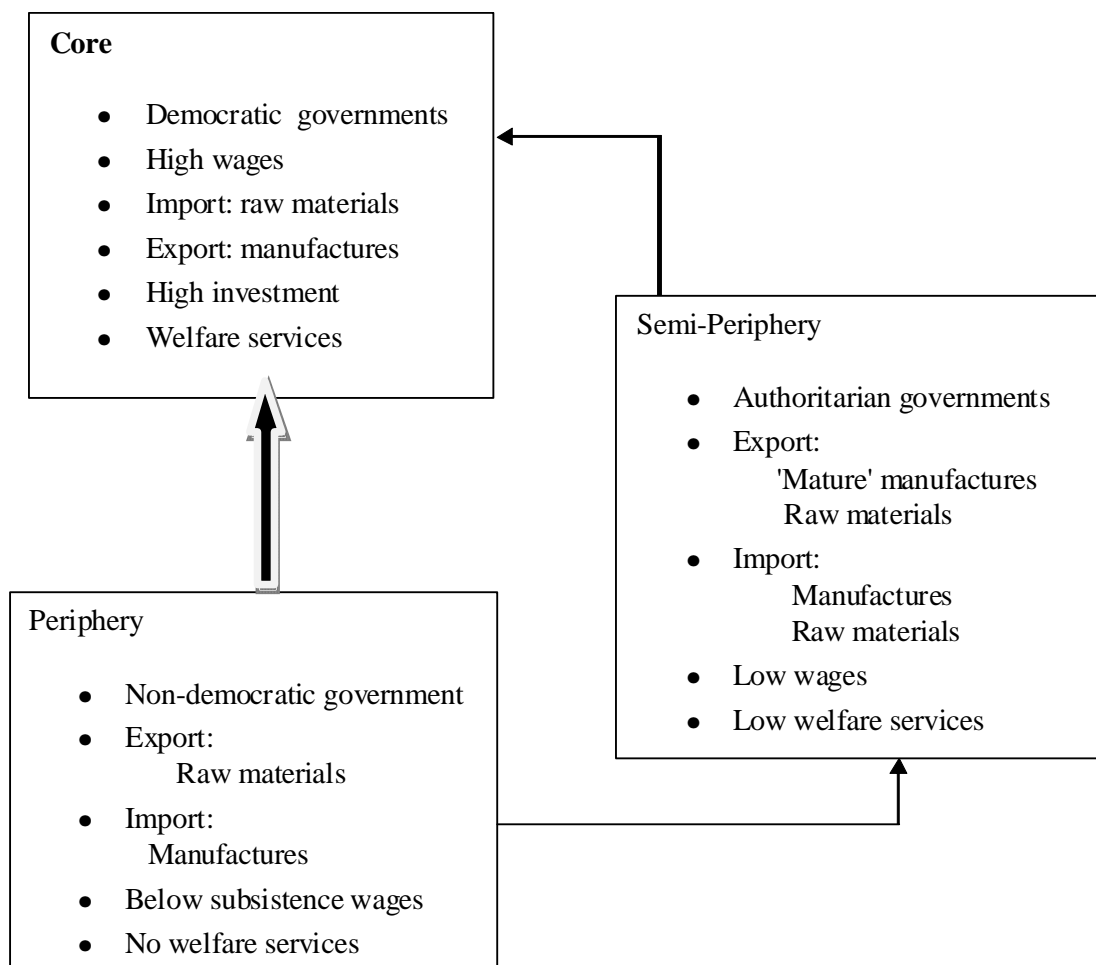 Core
● Democratic governments
● High wages
● Import: raw materials
● Export: manufactures
● High investment
● Welfare services
Semi-Periphery
● Authoritarian governments
● Export:
'Mature' manufactures
Raw materials
● Import:
Manufactures
Raw materials
● Low wages
● Low welfare services
Periphery
● Non-democratic government
● Export:
Raw materials
● Import:
Manufactures
● Below subsistence wages
● No welfare services